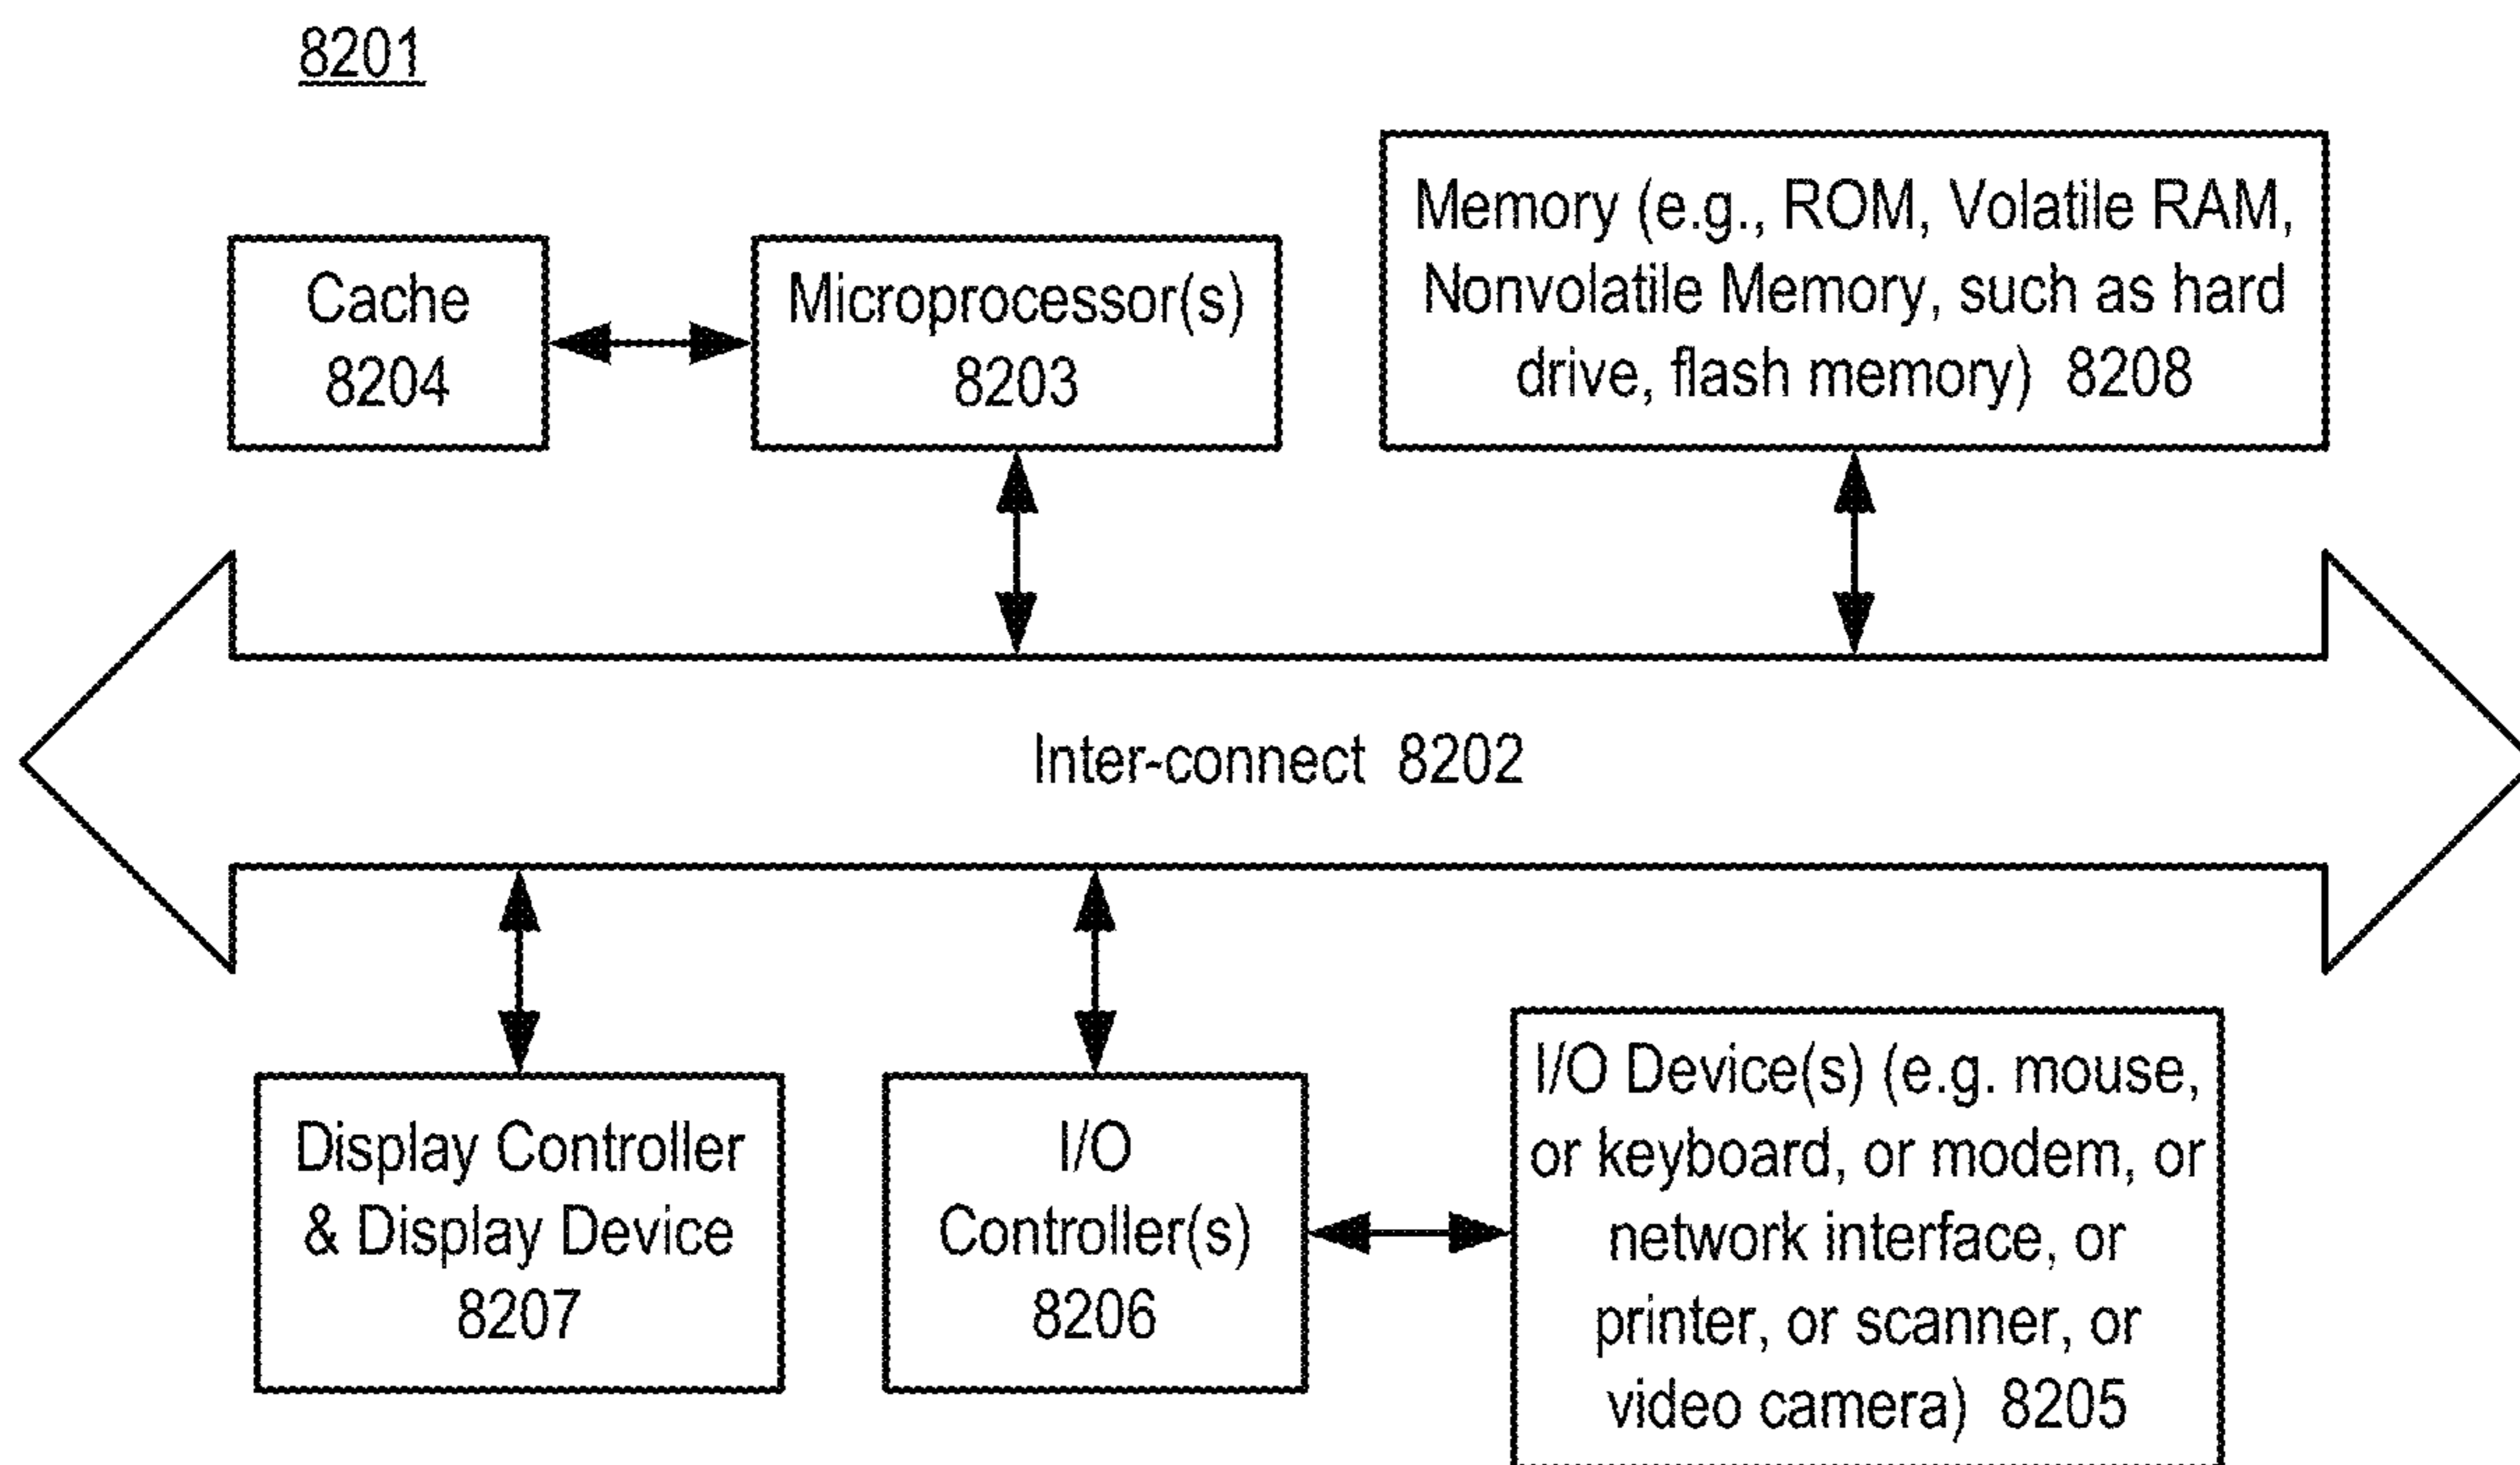 8201
Cache
8204
Microprocessor(s)
8203
Memory (e.g., ROM, Volatile RAM,
Nonvolatile Memory, such as hard
drive, flash memory) 8208
Inter-connect 8202
Display Controller
& Display Device
8207
I/O
Controller(s)
8206
I/O Device(s) (e.g. mouse,
or keyboard, or modem, or
network interface, or
printer, or scanner, or
video camera) 8205